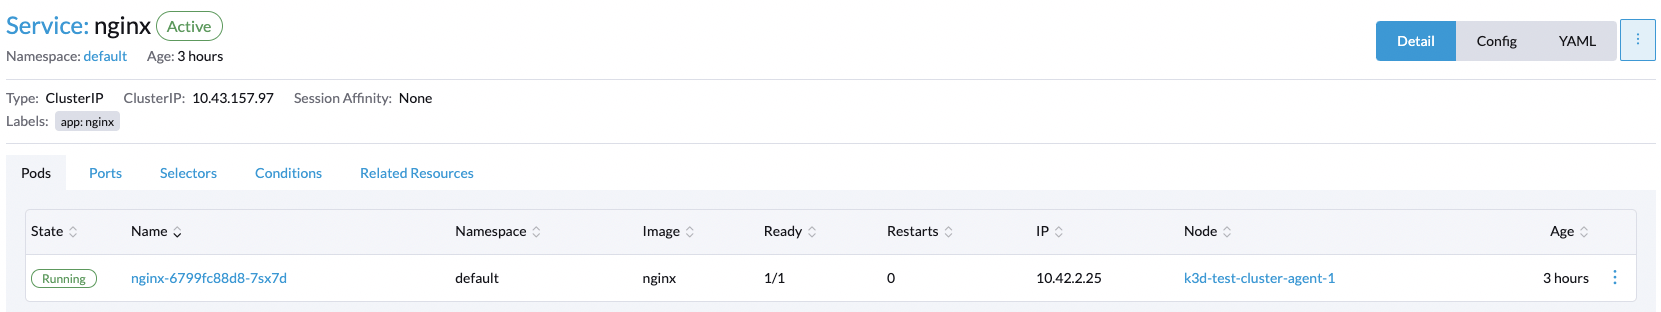 Service: nginx Active
Detail Config YAML
Namespace: default Age: 3 hours
Type: ClusterIP ClusterIP: 10.43.157.97 Session Affinity: None
Labels: app: nginx
Pods Ports Selectors Conditions Related Resources
State Name Namespace Image Ready Restarts IP Node Age
Running nginx-6799fc88d8-7sx7d default nginx 1/1 0 10.42.2.25 k3d-test-cluster-agent-1 3 hours